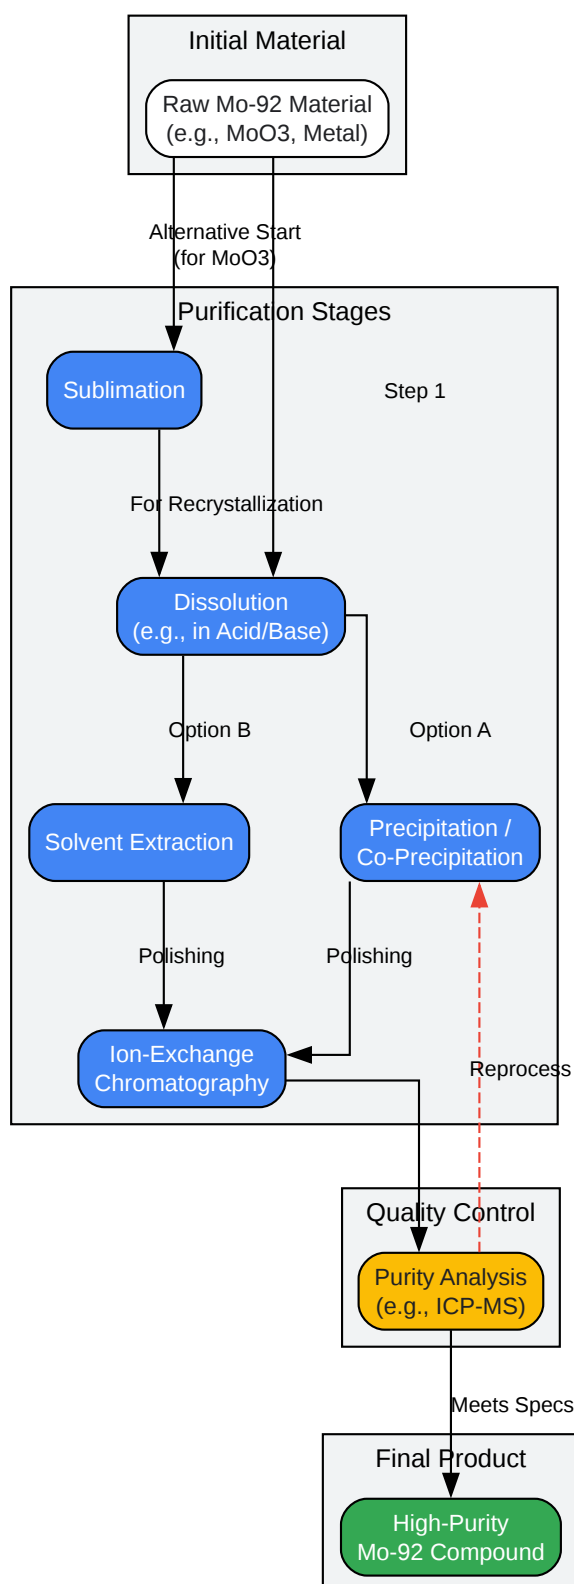 Initial Material
Raw Mo-92 Material
(e.g., MoO3, Metal)
Alternative Start
(for MoO3)
Purification Stages
Sublimation
Step 1
For Recrystallization
Dissolution
(e.g., in Acid/Base)
Option B
Option A
Solvent Extraction
Precipitation /
Co-Precipitation
Polishing
Polishing
Ion-Exchange
Chromatography
Reprocess
Quality Control
Purity Analysis
(e.g., ICP-MS)
Meets Specs
Final Product
High-Purity
Mo-92 Compound